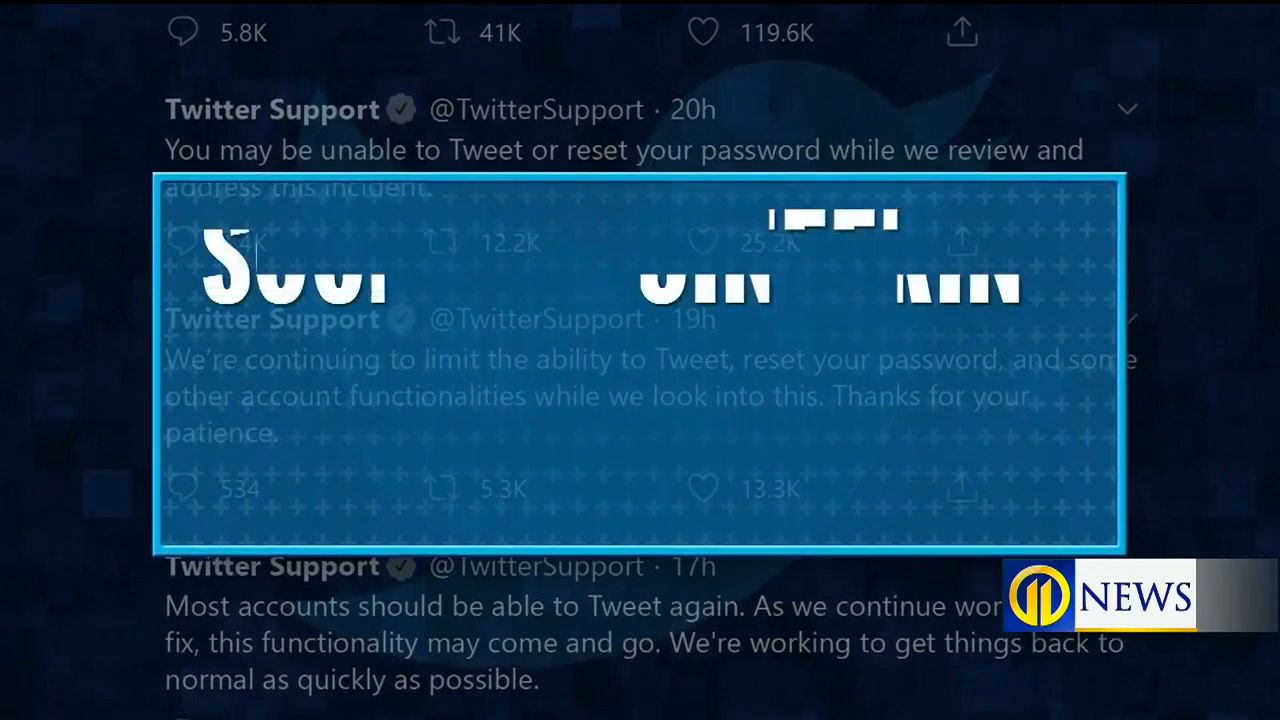 5.8K 41K 119.6K
Twitter Support @TwitterSupport · 20h
You may be unable to Tweet or reset your password while we review and
address this incident.
12.2K 25.2K
Twitter Support @TwitterSupport · 19h
We're continuing to limit the ability to Tweet, reset your password, and some
other account functionalities while we look into this. Thanks for your
patience.
534 5.3K 13.3K
Twitter Support @TwitterSupport · 17h
Most accounts should be able to Tweet again. As we continue
fix, this functionality may come and go. We're working to get things back to
normal as quickly as possible.
11 NEWS